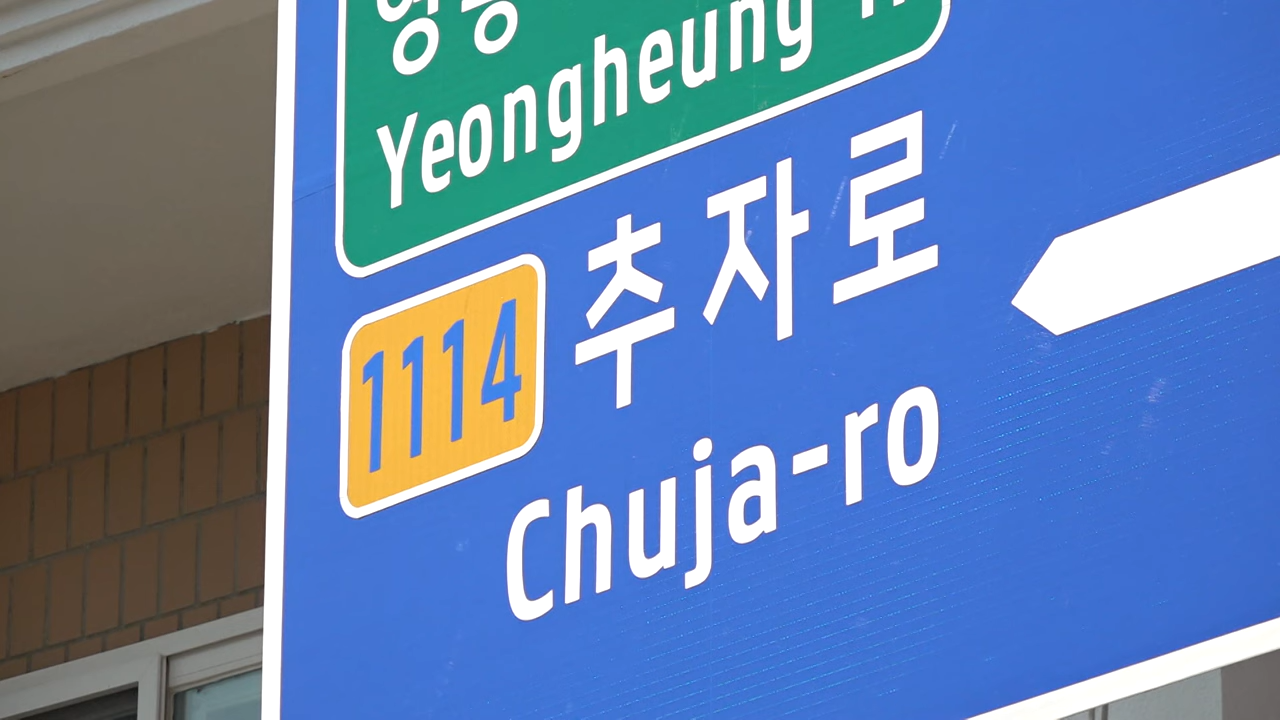 Yeongheung
1114 추자로
Chuja-ro